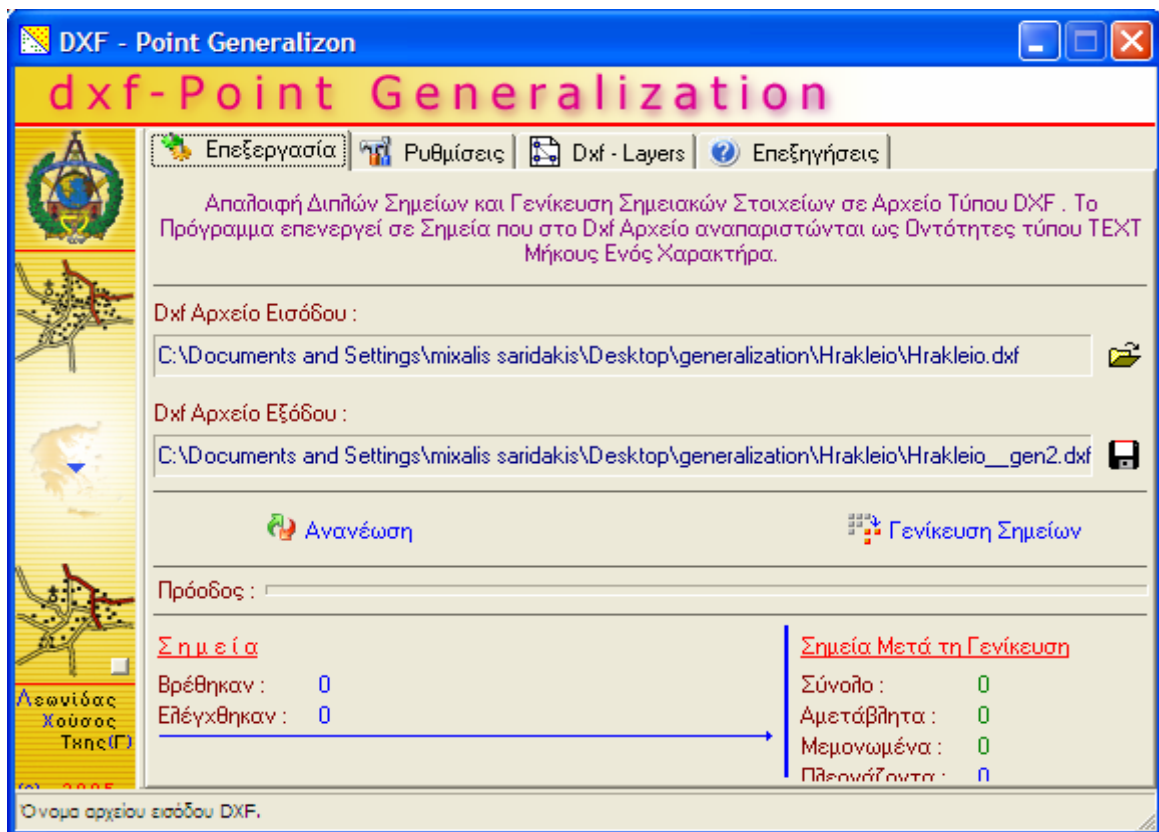 DXF - Point Generalizon
dxf-Point Generalization
Επεξεργασία Ρυθμίσεις Dxf - Layers Επεξηγήσεις
Απαλοιφή Διπλών Σημείων και Γενίκευση Σημειακών Στοιχείων σε Αρχείο Τύπου DXF . Το
Πρόγραμμα επενεργεί σε Σημεία που στο Dxf Αρχείο αναπαριστώνται ως Οντότητες τύπου TEXT
Μήκους Ενός Χαρακτήρα.
Dxf Αρχείο Εισόδου :
C:\Documents and Settings\mixalis saridakis\Desktop\generalization\Hrakleio\Hrakleio.dxf
Dxf Αρχείο Εξόδου :
C:\Documents and Settings\mixalis saridakis\Desktop\generalization\Hrakleio\Hrakleio__gen2.dxf
Ανανέωση Γενίκευση Σημείων
Πρόοδος :
Σημεία
Βρέθηκαν : 0
Ελέγχθηκαν : 0
Σημεία Μετά τη Γενίκευση
Σύνολο : 0
Αμετάβλητα : 0
Μεμονωμένα : 0
Πλεονάζοντα : 0
Λεωνίδας
Χούσος
Τχης(Γ)
(c) 2005
Όνομα αρχείου εισόδου DXF.